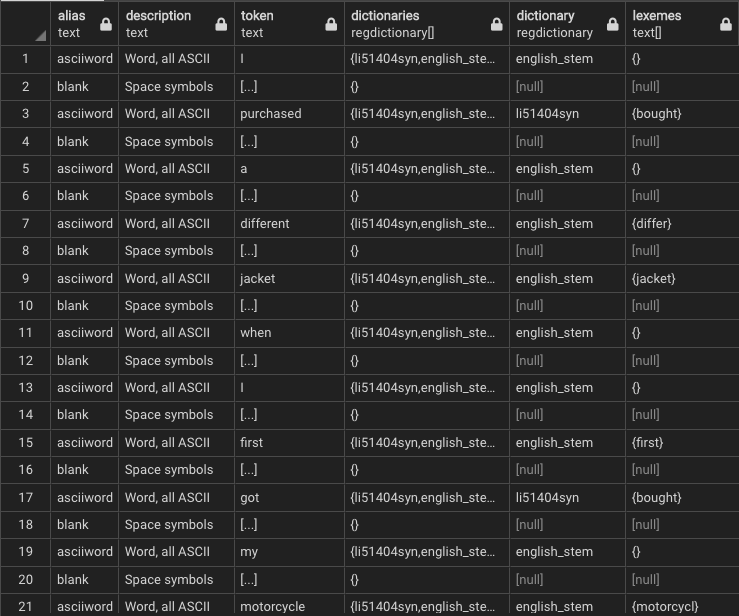 alias description token dictionaries dictionary lexemes
text text text regdictionary[] regdictionary text[]
1 asciiword Word, all ASCII I {li51404syn,english_ste... english_stem {}
2 blank Space symbols [...] {} [null] [null]
3 asciiword Word, all ASCII purchased {li51404syn,english_ste... li51404syn {bought}
4 blank Space symbols [...] {} [null] [null]
5 asciiword Word, all ASCII a {li51404syn,english_ste... english_stem {}
6 blank Space symbols [...] {} [null] [null]
7 asciiword Word, all ASCII different {li51404syn,english_ste... english_stem {differ}
8 blank Space symbols [...] {} [null] [null]
9 asciiword Word, all ASCII jacket {li51404syn,english_ste... english_stem {jacket}
10 blank Space symbols [...] {} [null] [null]
11 asciiword Word, all ASCII when {li51404syn,english_ste... english_stem {}
12 blank Space symbols [...] {} [null] [null]
13 asciiword Word, all ASCII I {li51404syn,english_ste... english_stem {}
14 blank Space symbols [...] {} [null] [null]
15 asciiword Word, all ASCII first {li51404syn,english_ste... english_stem {first}
16 blank Space symbols [...] {} [null] [null]
17 asciiword Word, all ASCII got {li51404syn,english_ste... li51404syn {bought}
18 blank Space symbols [...] {} [null] [null]
19 asciiword Word, all ASCII my {li51404syn,english_ste... english_stem {}
20 blank Space symbols [...] {} [null] [null]
21 asciiword Word, all ASCII motorcycle {li51404syn,english_ste... english_stem {motorcycl}